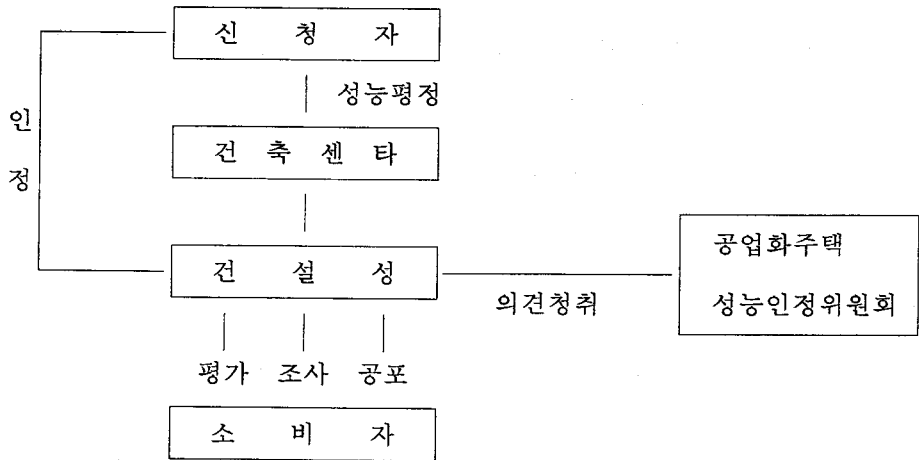 신 청 자
성능평정
인
정
건 축 센 타
건 설 성
의견청취
공업화주택
성능인정위원회
평가 조사 공포
소 비 자